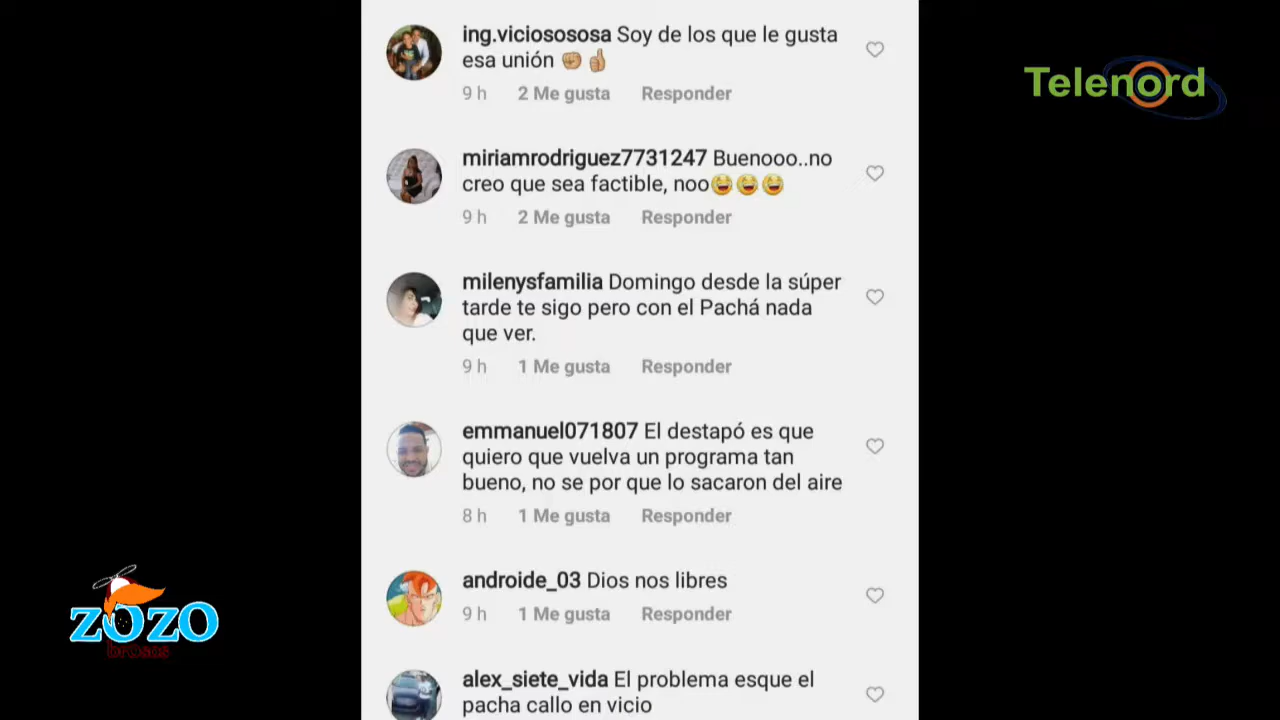 ing.viciosososa Soy de los que le gusta
esa unión ✊👍
9 h 2 Me gusta Responder
Telenord
miriamrodriguez7731247 Buenooo..no
creo que sea factible, noo😂😂😂
9 h 2 Me gusta Responder
milenysfamilia Domingo desde la súper
tarde te sigo pero con el Pachá nada
que ver.
9 h 1 Me gusta Responder
emmanuel071807 El destapó es que
quiero que vuelva un programa tan
bueno, no se por que lo sacaron del aire
8 h 1 Me gusta Responder
androide_03 Dios nos libres
9 h 1 Me gusta Responder
zozo
brosos
alex_siete_vida El problema esque el
pacha callo en vicio